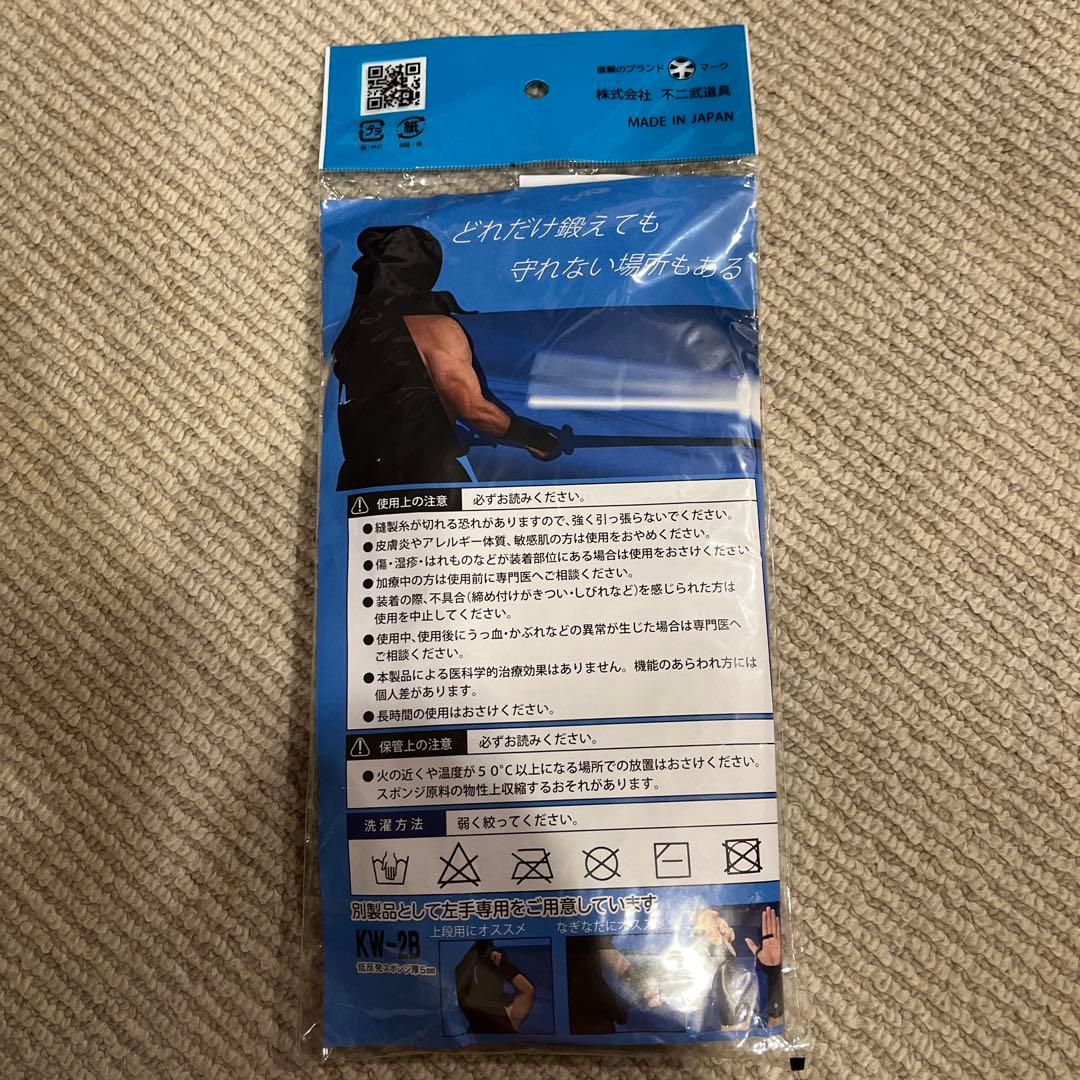 信頼のブランド マーク
株式会社 不二武道具
MADE IN JAPAN
プラ
紙
袋:PP
台紙:紙
どれだけ鍛えても
守れない場所もある
使用上の注意 必ずお読みください。
●縫製糸が切れる恐れがありますので、強く引っ張らないでください。
●皮膚炎やアレルギー体質、敏感肌の方は使用をおやめください。
●傷・湿疹・はれものなどが装着部位にある場合は使用をおさけください
●加療中の方は使用前に専門医へご相談ください。
●装着の際、不具合(締め付けがきつい・しびれなど)を感じられた方は
使用を中止してください。
●使用中、使用後にうっ血・かぶれなどの異常が生じた場合は専門医へ
ご相談ください。
●本製品による医科学的治療効果はありません。機能のあらわれ方には
個人差があります。
●長時間の使用はおさけください。
保管上の注意 必ずお読みください。
●火の近くや温度が50℃以上になる場所での放置はおさけください。
スポンジ原料の物性上収縮するおそれがあります。
洗濯方法 弱く絞ってください。
別製品として左手専用をご用意しています
KW-2B
低反発スポンジ厚5mm
上段用にオススメ
なぎなたにオススメ